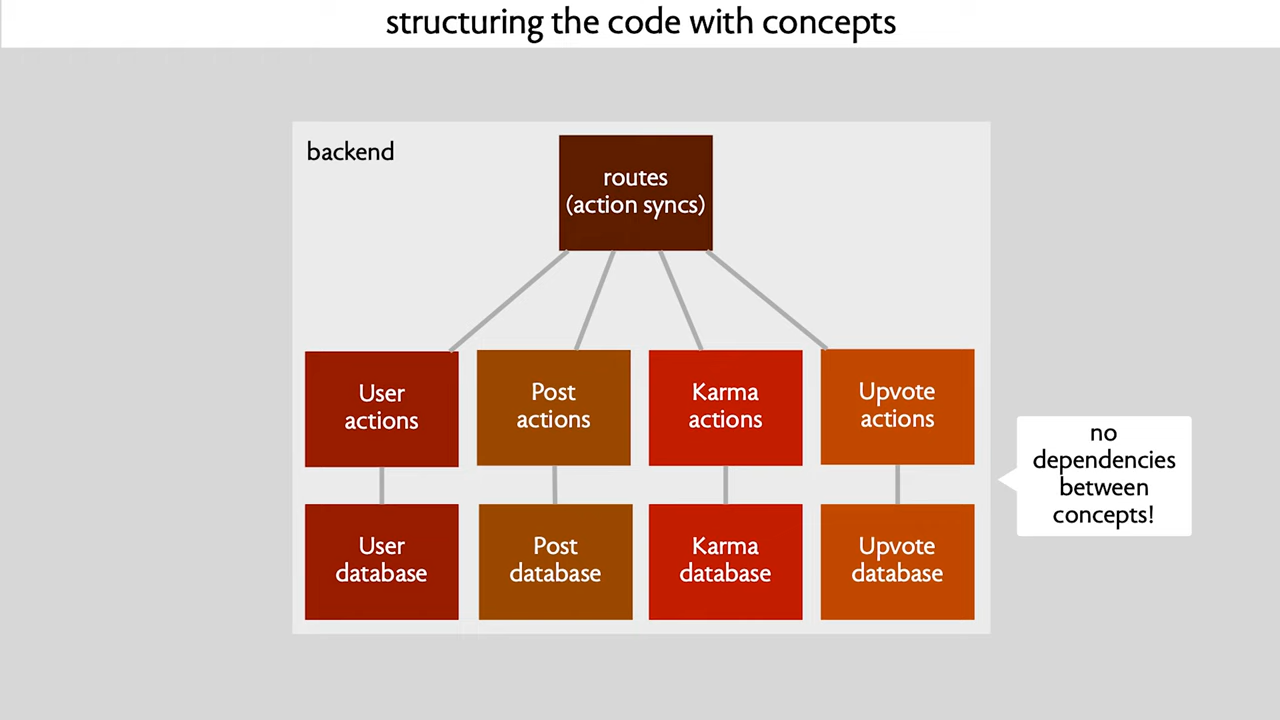 structuring the code with concepts
backend
routes
(action syncs)
User
actions
Post
actions
Karma
actions
Upvote
actions
no
dependencies
between
concepts!
User
database
Post
database
Karma
database
Upvote
database